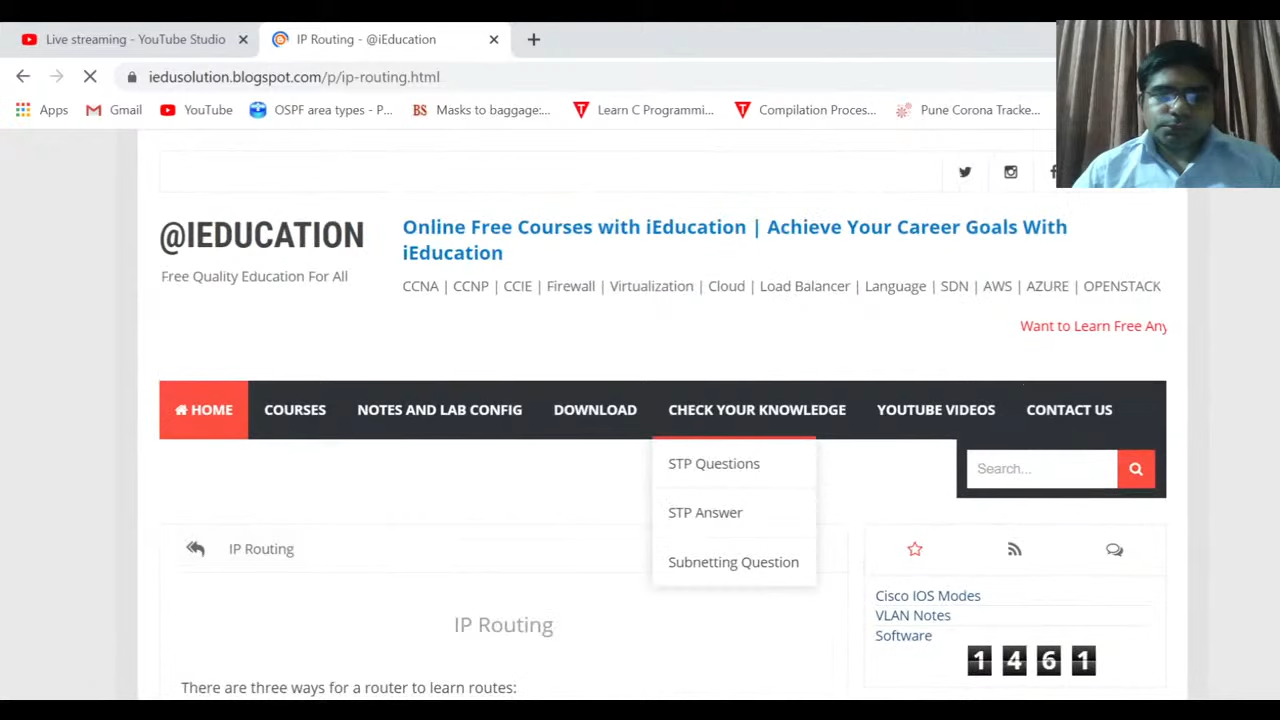 Live streaming - YouTube Studio
IP Routing - @iEducation
iedusolution.blogspot.com/p/ip-routing.html
Apps
Gmail
YouTube
OSPF area types - P...
BS
Masks to baggage:...
T
Learn C Programmi...
T
Compilation Proces...
Pune Corona Tracke...
@IEDUCATION
Free Quality Education For All
Online Free Courses with iEducation | Achieve Your Career Goals With
iEducation
CCNA | CCNP | CCIE | Firewall | Virtualization | Cloud | Load Balancer | Language | SDN | AWS | AZURE | OPENSTACK
Want to Learn Free Any
HOME
COURSES
NOTES AND LAB CONFIG
DOWNLOAD
CHECK YOUR KNOWLEDGE
YOUTUBE VIDEOS
CONTACT US
STP Questions
STP Answer
Subnetting Question
Search...
IP Routing
IP Routing
There are three ways for a router to learn routes:
Cisco IOS Modes
VLAN Notes
Software
1461